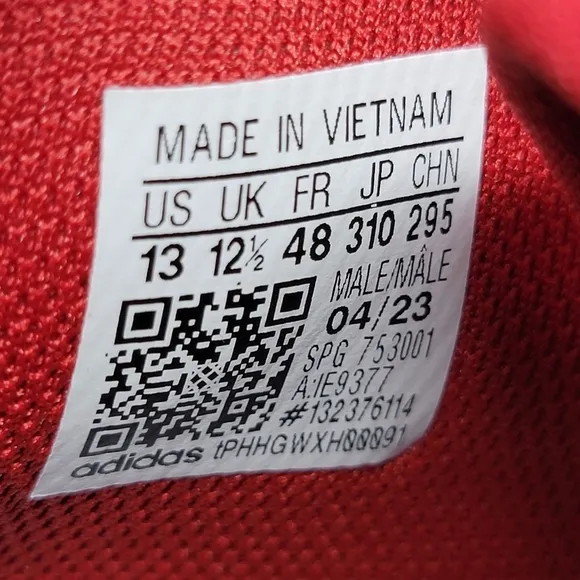 MADE IN VIETNAM
US UK FR JP CHN
13 12½ 48 310 295
MALE/MÂLE
04/23
SPG 753001
A:IE9377
#132376114
adidas tPHHGWXH00091